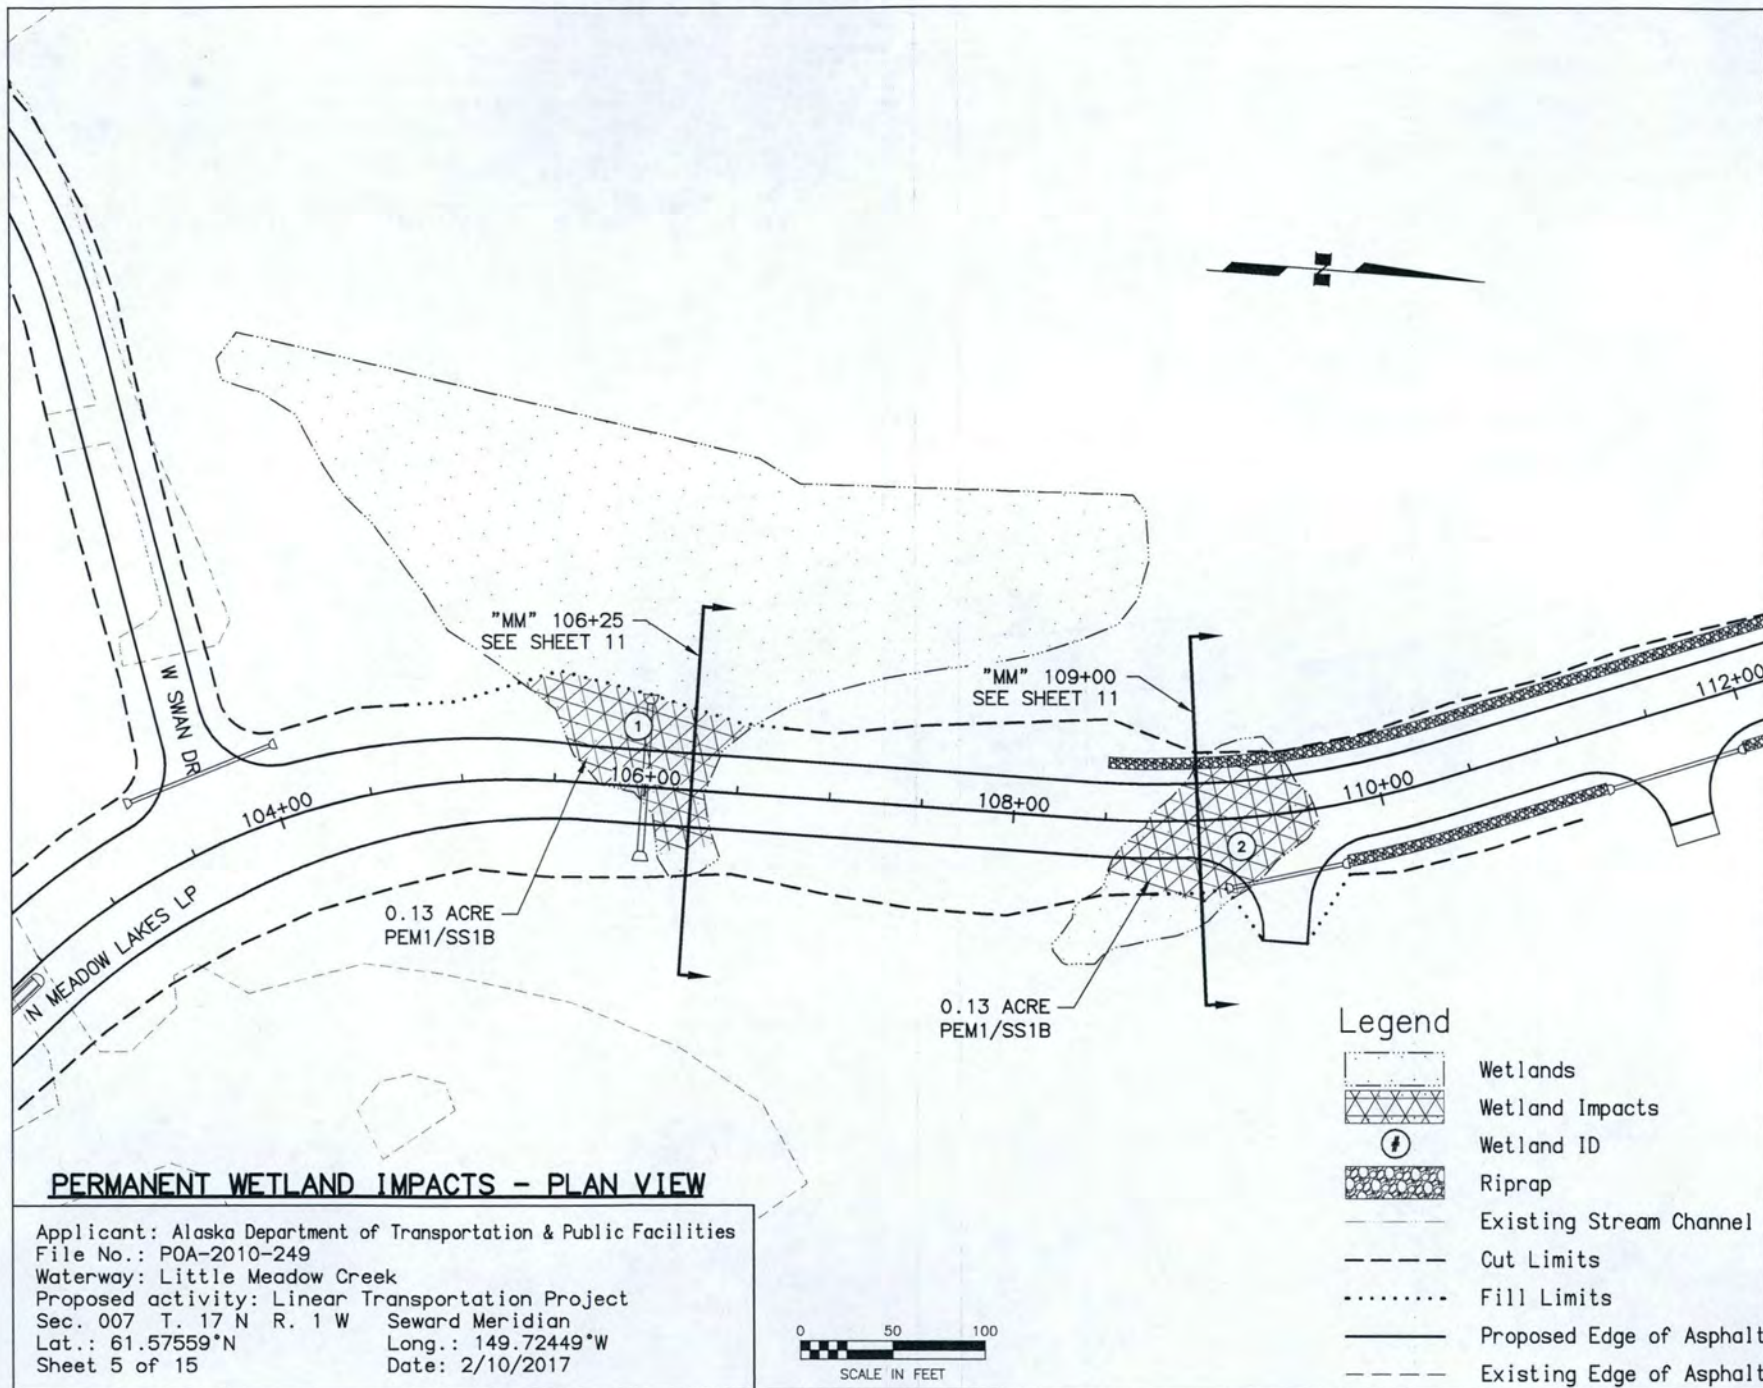 N
"MM" 106+25
SEE SHEET 11
"MM" 109+00
SEE SHEET 11
W SWAN DR
112+00
1
106+00
110+00
104+00
108+00
2
0.13 ACRE
PEM1/SS1B
N MEADOW LAKES LP
0.13 ACRE
PEM1/SS1B
Legend
Wetlands
Wetland Impacts
# Wetland ID
Riprap
Existing Stream Channel
Cut Limits
Fill Limits
Proposed Edge of Asphalt
Existing Edge of Asphalt
PERMANENT WETLAND IMPACTS - PLAN VIEW
Applicant: Alaska Department of Transportation & Public Facilities
File No.: POA-2010-249
Waterway: Little Meadow Creek
Proposed activity: Linear Transportation Project
Sec. 007 T. 17 N R. 1 W Seward Meridian
Lat.: 61.57559°N Long.: 149.72449°W
Sheet 5 of 15 Date: 2/10/2017
0 50 100
SCALE IN FEET